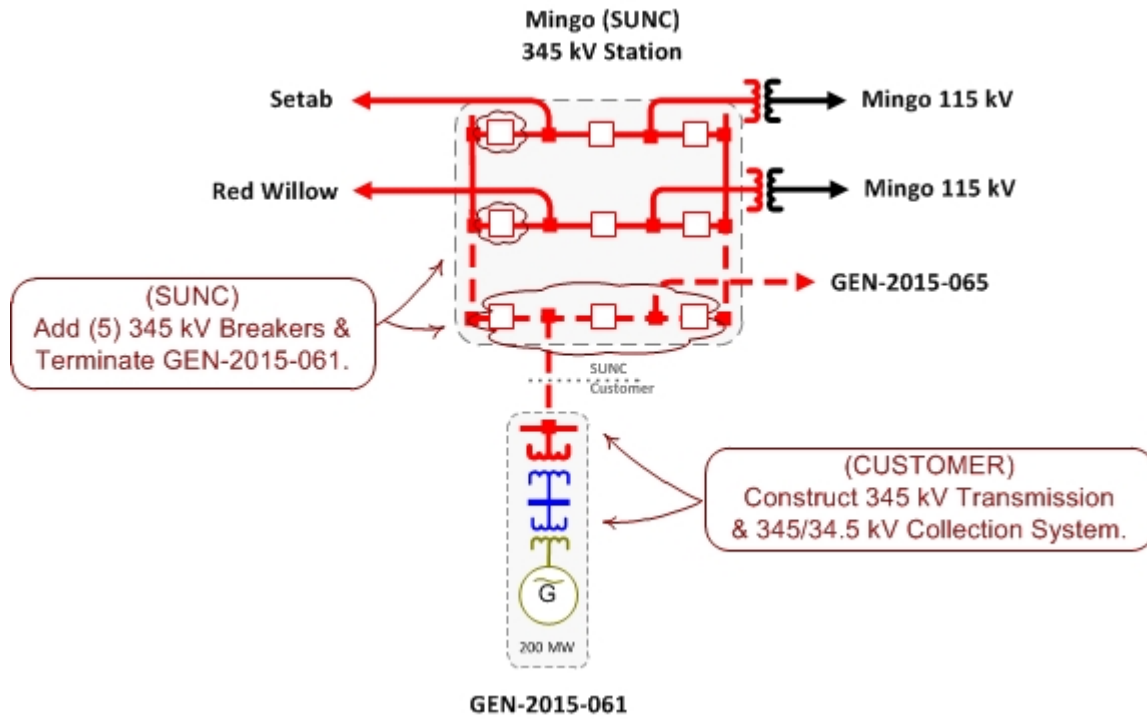 Mingo (SUNC)
345 kV Station
Setab
Mingo 115 kV
Red Willow
Mingo 115 kV
GEN-2015-065
(SUNC)
Add (5) 345 kV Breakers &
Terminate GEN-2015-061.
SUNC
Customer
(CUSTOMER)
Construct 345 kV Transmission
& 345/34.5 kV Collection System.
G
200 MW
GEN-2015-061